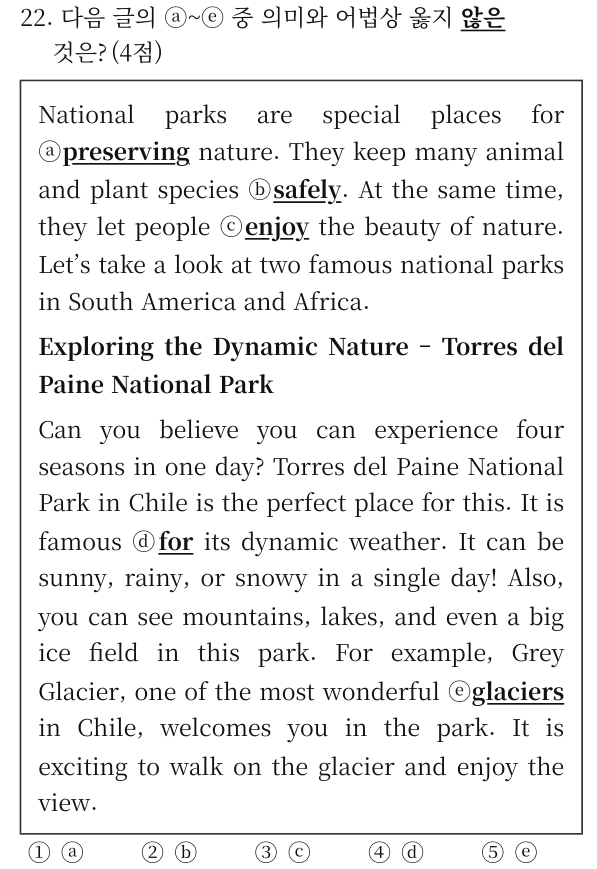 22. 다음 글의 ⓐ~ⓔ 중 의미와 어법상 옳지 않은
것은? (4점)
National parks are special places for
ⓐpreserving nature. They keep many animal
and plant species ⓑsafely. At the same time,
they let people ⓒenjoy the beauty of nature.
Let's take a look at two famous national parks
in South America and Africa.
Exploring the Dynamic Nature – Torres del
Paine National Park
Can you believe you can experience four
seasons in one day? Torres del Paine National
Park in Chile is the perfect place for this. It is
famous ⓓfor its dynamic weather. It can be
sunny, rainy, or snowy in a single day! Also,
you can see mountains, lakes, and even a big
ice field in this park. For example, Grey
Glacier, one of the most wonderful ⓔglaciers
in Chile, welcomes you in the park. It is
exciting to walk on the glacier and enjoy the
view.
① ⓐ ② ⓑ ③ ⓒ ④ ⓓ ⑤ ⓔ